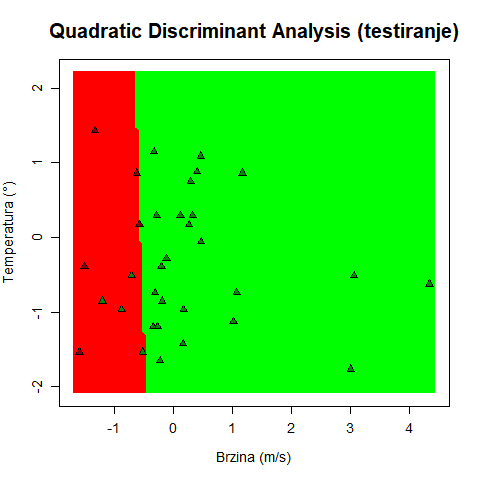 Quadratic Discriminant Analysis (testiranje)
2
1
0
-1
-2
Temperatura (°)
-1 0 1 2 3 4
Brzina (m/s)